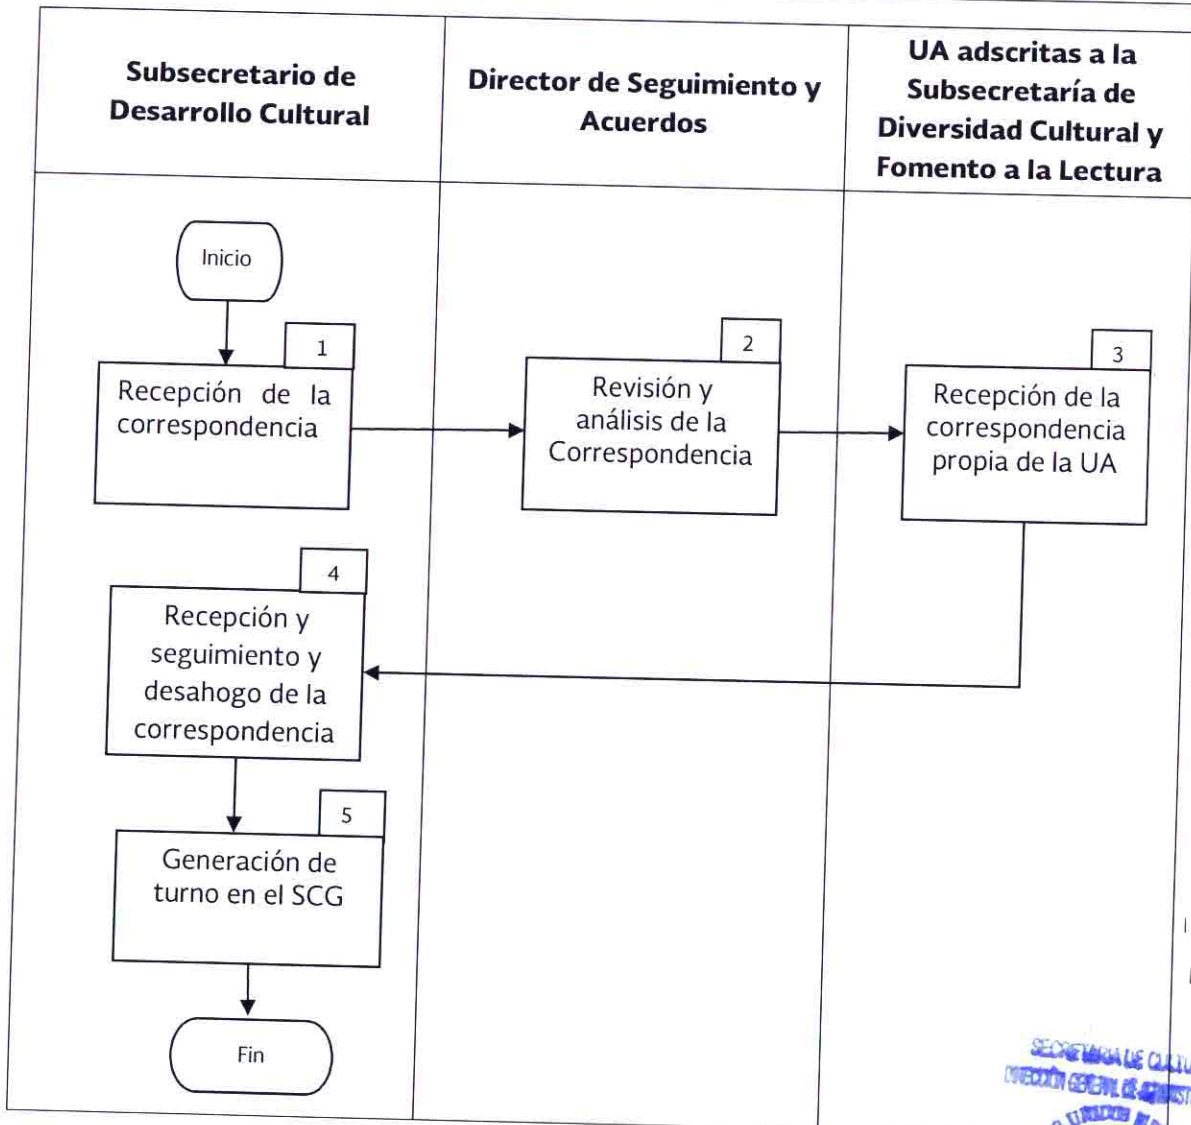 Subsecretario de
Desarrollo Cultural
Director de Seguimiento y
Acuerdos
UA adscritas a la
Subsecretaría de
Diversidad Cultural y
Fomento a la Lectura
Inicio
1
Recepción de la
correspondencia
2
Revisión y
análisis de la
Correspondencia
3
Recepción de la
correspondencia
propia de la UA
4
Recepción y
seguimiento y
desahogo de la
correspondencia
5
Generación de
turno en el SCG
Fin
SECRETARIA DE